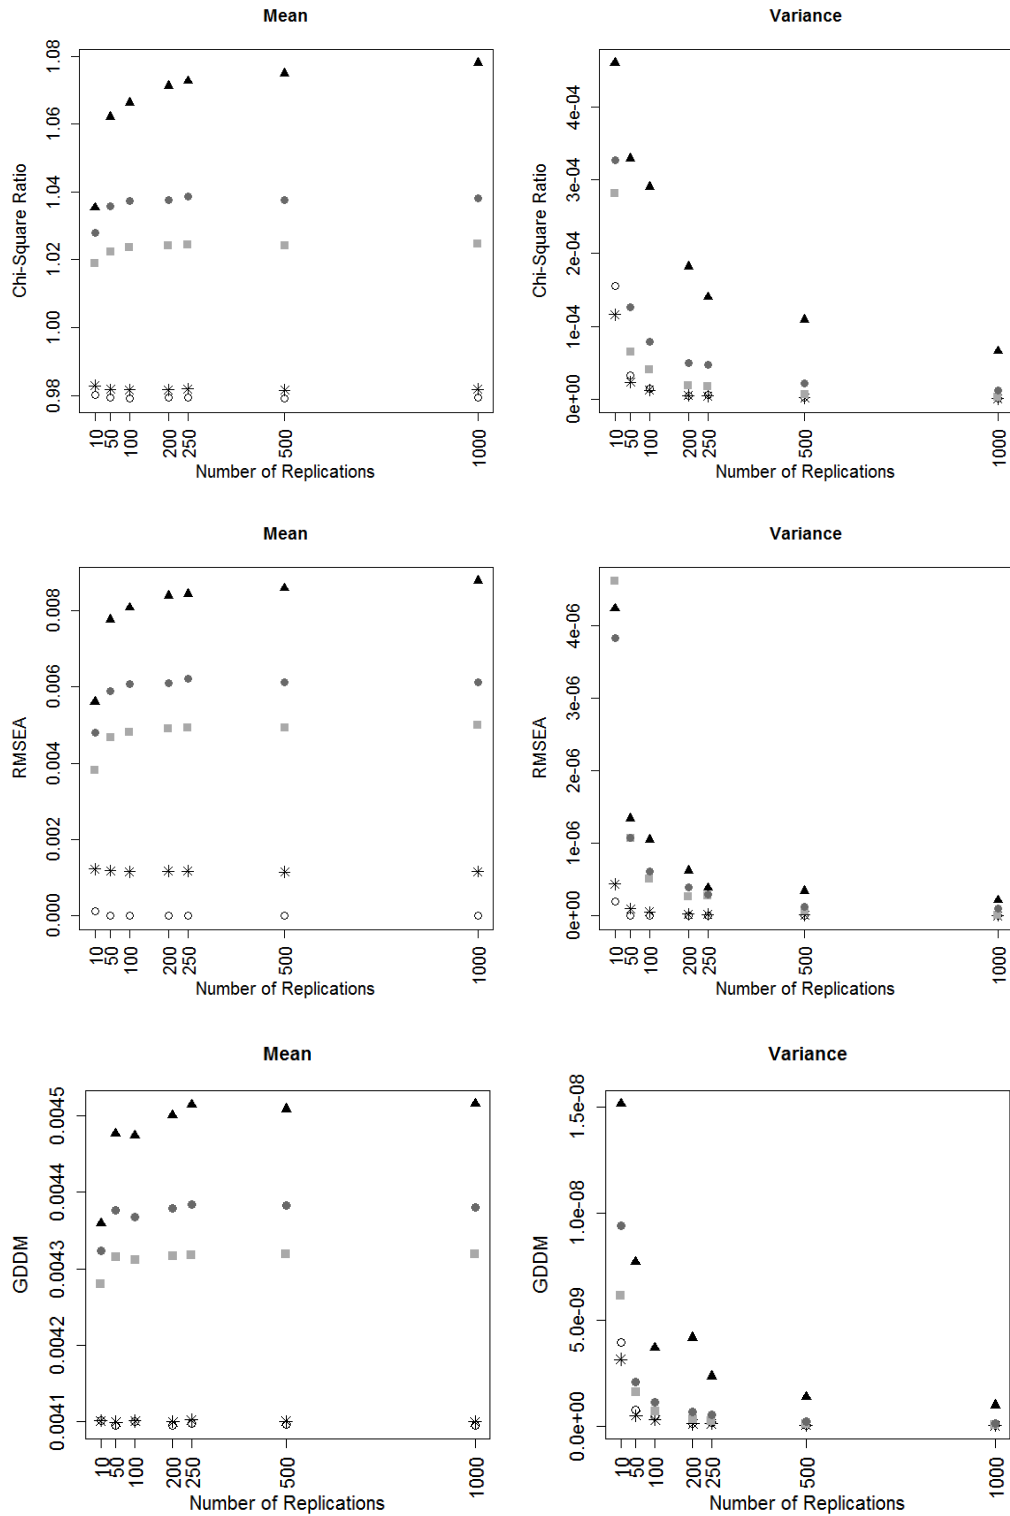 Mean
Chi-Square Ratio
1.08
1.06
1.04
1.02
1.00
0.98
10
50
100
200
250
500
1000
Number of Replications
Variance
Chi-Square Ratio
4e-04
3e-04
2e-04
1e-04
0e+00
10
50
100
200
250
500
1000
Number of Replications
Mean
RMSEA
0.008
0.006
0.004
0.002
0.000
10
50
100
200
250
500
1000
Number of Replications
Variance
RMSEA
4e-06
3e-06
2e-06
1e-06
0e+00
10
50
100
200
250
500
1000
Number of Replications
Mean
GDDM
0.0045
0.0044
0.0043
0.0042
0.0041
10
50
100
200
250
500
1000
Number of Replications
Variance
GDDM
1.5e-08
1.0e-08
5.0e-09
0.0e+00
10
50
100
200
250
500
1000
Number of Replications